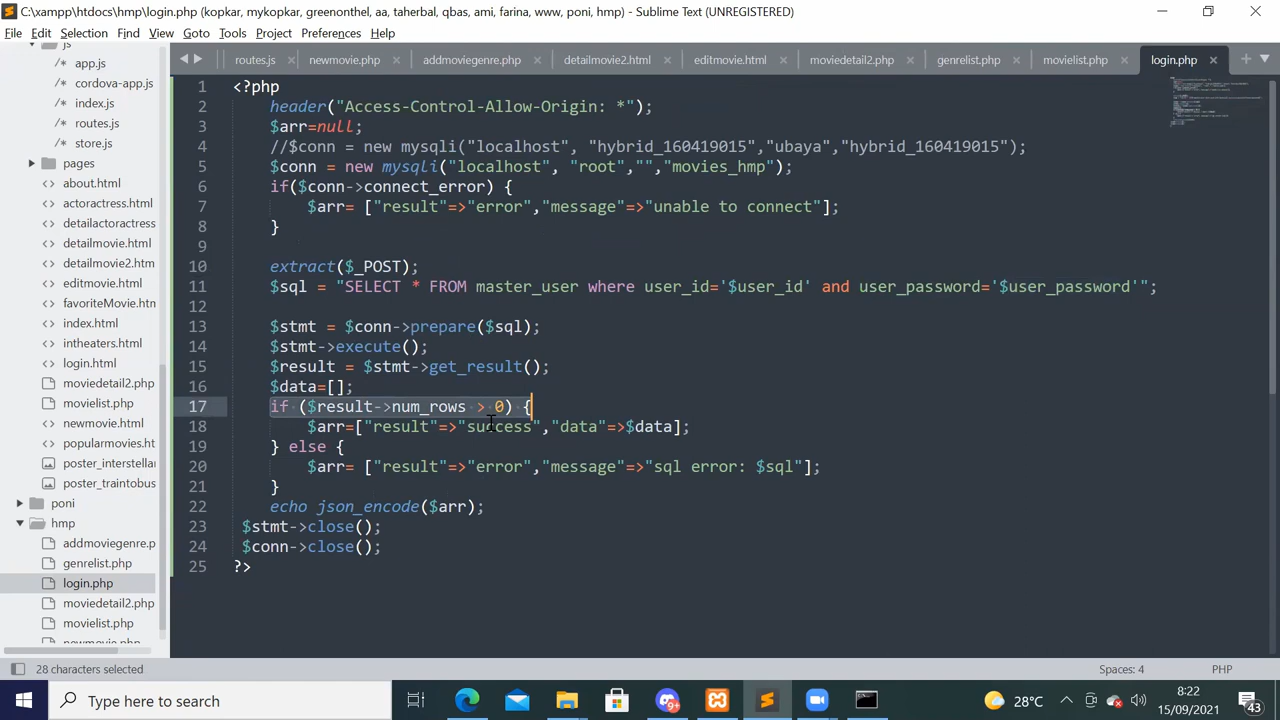 C:\xampp\htdocs\hmp\login.php (kopkar, mykopkar, greenonthel, aa, taherbal, qbas, ami, farina, www, poni, hmp) - Sublime Text (UNREGISTERED)
File Edit Selection Find View Goto Tools Project Preferences Help
routes.js newmovie.php addmoviegenre.php detailmovie2.html editmovie.html moviedetail2.php genrelist.php movielist.php login.php
js
app.js
cordova-app.js
index.js
routes.js
store.js
pages
about.html
actoractress.html
detailactoractress
detailmovie.html
detailmovie2.html
editmovie.html
favoriteMovie.htn
index.html
intheaters.html
login.html
moviedetail2.php
movielist.php
newmovie.html
popularmovies.ht
poster_interstella
poster_traintobus
poni
hmp
addmoviegenre.p
genrelist.php
login.php
moviedetail2.php
movielist.php
newmovie.php
1 <?php
2 header("Access-Control-Allow-Origin: *");
3 $arr=null;
4 //$conn = new mysqli("localhost", "hybrid_160419015","ubaya","hybrid_160419015");
5 $conn = new mysqli("localhost", "root","","movies_hmp");
6 if($conn->connect_error) {
7 $arr= ["result"=>"error","message"=>"unable to connect"];
8 }
9
10 extract($_POST);
11 $sql = "SELECT * FROM master_user where user_id='$user_id' and user_password='$user_password'";
12
13 $stmt = $conn->prepare($sql);
14 $stmt->execute();
15 $result = $stmt->get_result();
16 $data=[];
17 if ($result->num_rows > 0) {
18 $arr=["result"=>"success","data"=>$data];
19 } else {
20 $arr= ["result"=>"error","message"=>"sql error: $sql"];
21 }
22 echo json_encode($arr);
23 $stmt->close();
24 $conn->close();
25 ?>
28 characters selected
Spaces: 4 PHP
Type here to search
28°C
8:22
15/09/2021
43